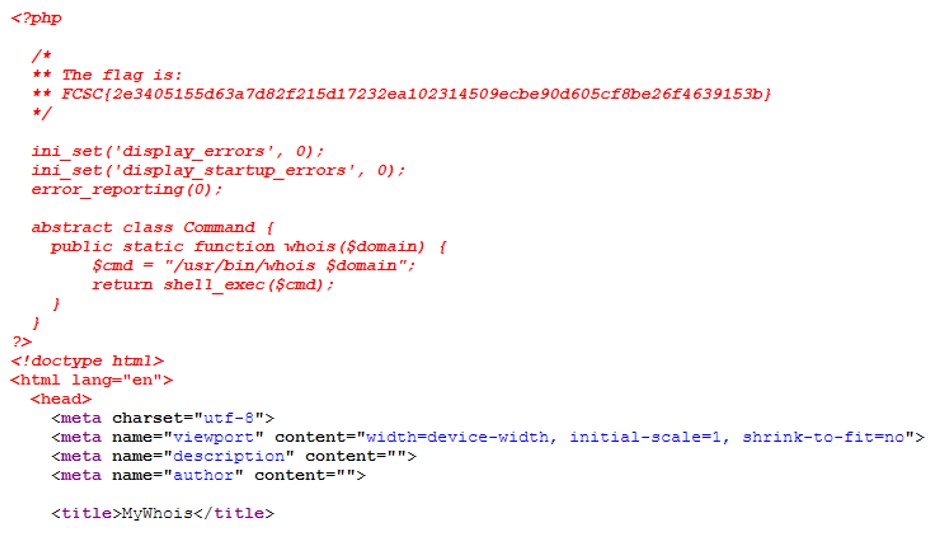 <?php
/*
** The flag is:
** FCSC{2e3405155d63a7d82f215d17232ea102314509ecbe90d605cf8be26f4639153b}
*/
ini_set('display_errors', 0);
ini_set('display_startup_errors', 0);
error_reporting(0);
abstract class Command {
public static function whois($domain) {
$cmd = "/usr/bin/whois $domain";
return shell_exec($cmd);
}
}
?>
<!doctype html>
<html lang="en">
<head>
<meta charset="utf-8">
<meta name="viewport" content="width=device-width, initial-scale=1, shrink-to-fit=no">
<meta name="description" content="">
<meta name="author" content="">
<title>MyWhois</title>